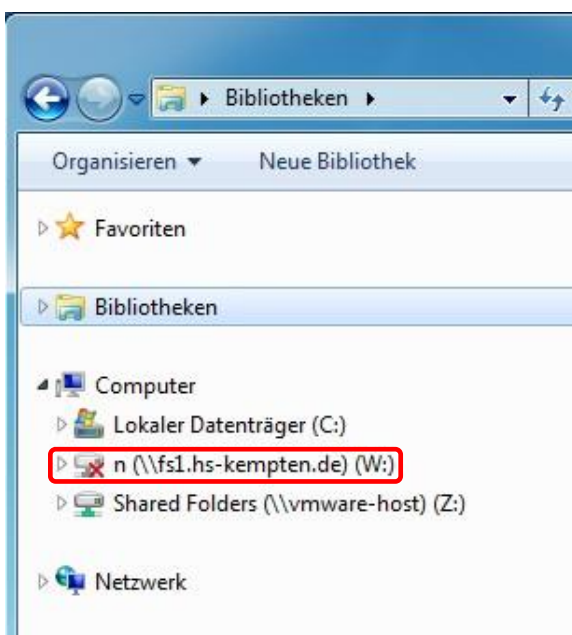 Bibliotheken
Organisieren Neue Bibliothek
Favoriten
Bibliotheken
Computer
Lokaler Datenträger (C:)
n (\\fs1.hs-kempten.de) (W:)
Shared Folders (\\vmware-host) (Z:)
Netzwerk